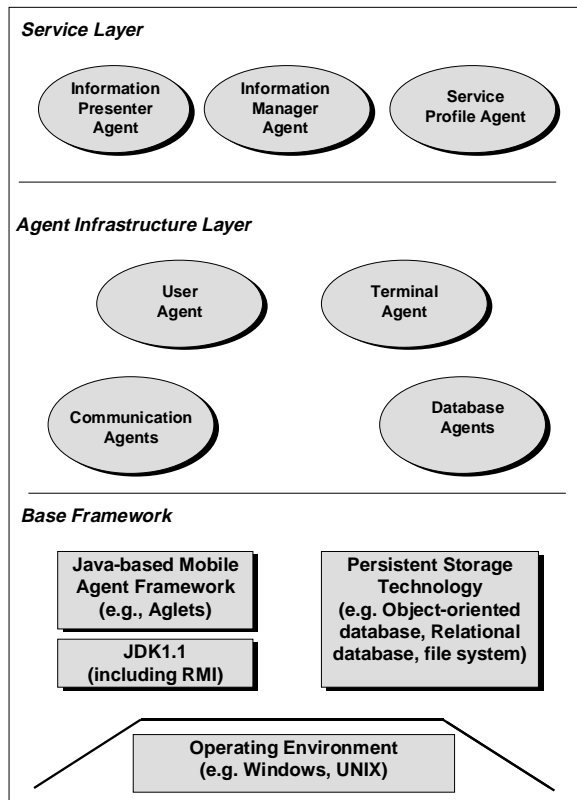 Service Layer
Information
Presenter
Agent
Information
Manager
Agent
Service
Profile Agent
Agent Infrastructure Layer
User
Agent
Terminal
Agent
Communication
Agents
Database
Agents
Base Framework
Java-based Mobile
Agent Framework
(e.g., Aglets)
JDK1.1
(including RMI)
Persistent Storage
Technology
(e.g. Object-oriented
database, Relational
database, file system)
Operating Environment
(e.g. Windows, UNIX)